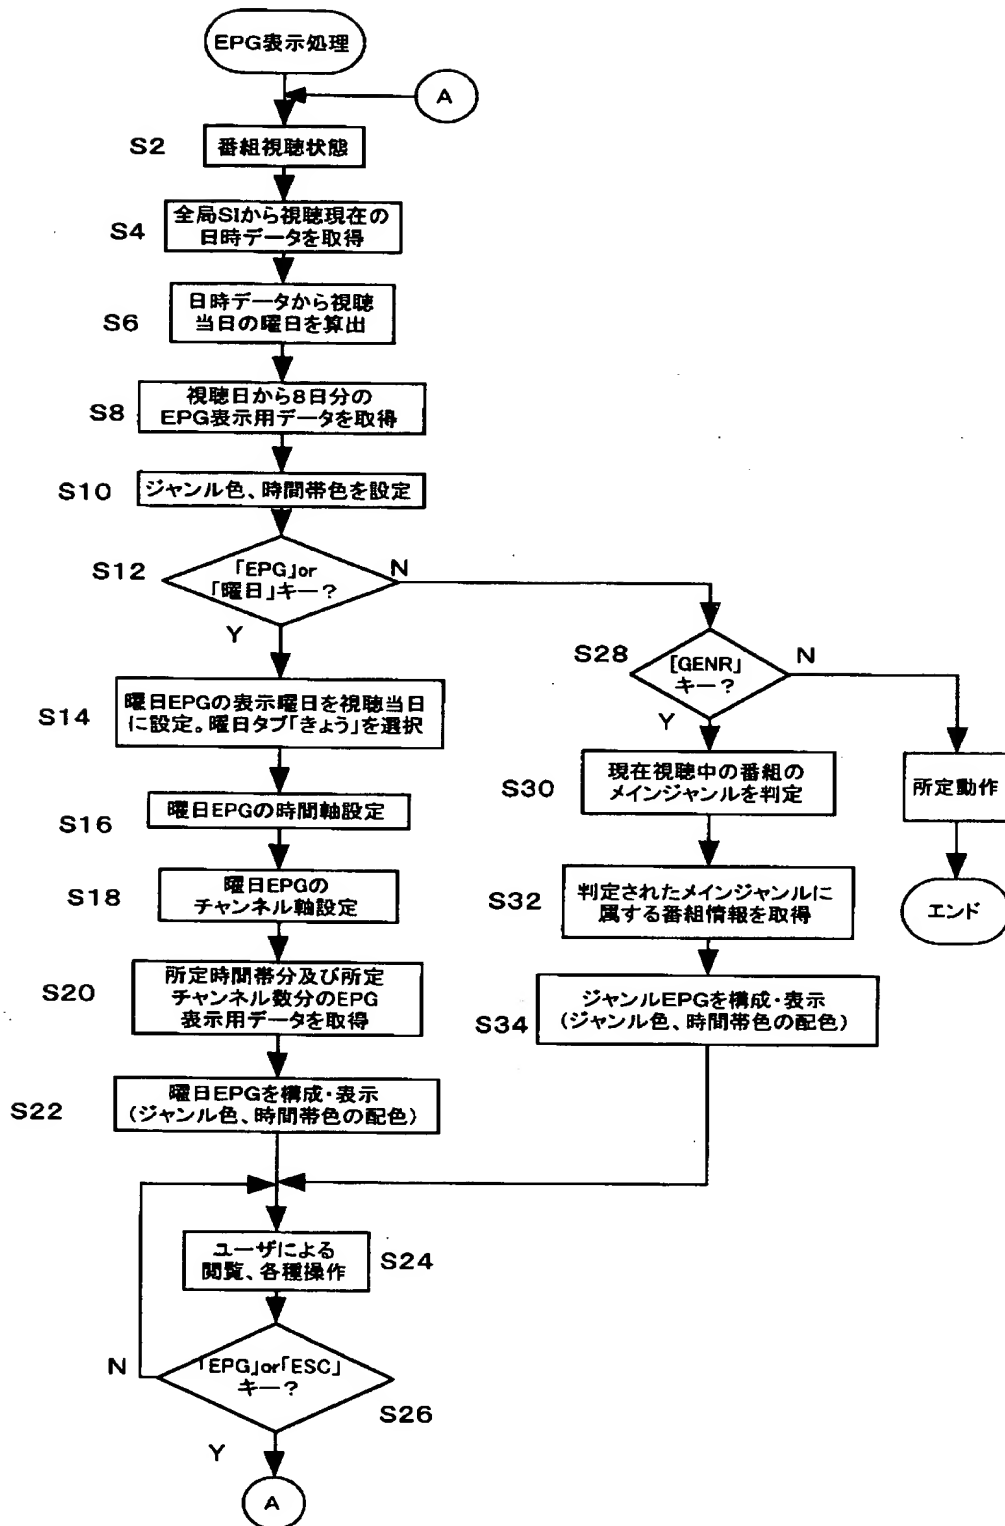 EPG表示処理
A
S2
番組視聴状態
S4
全局SIから視聴現在の
日時データを取得
S6
日時データから視聴
当日の曜日を算出
S8
視聴日から8日分の
EPG表示用データを取得
S10
ジャンル色、時間帯色を設定
S12
「EPG」or
「曜日」キー？
N
Y
S14
曜日EPGの表示曜日を視聴当日
に設定。曜日タブ「きょう」を選択
S16
曜日EPGの時間軸設定
S18
曜日EPGの
チャンネル軸設定
S20
所定時間帯分及び所定
チャンネル数分のEPG
表示用データを取得
S22
曜日EPGを構成・表示
(ジャンル色、時間帯色の配色)
S28
[GENR」
キー？
N
Y
S30
現在視聴中の番組の
メインジャンルを判定
所定動作
S32
判定されたメインジャンルに
属する番組情報を取得
エンド
S34
ジャンルEPGを構成・表示
(ジャンル色、時間帯色の配色)
ユーザによる
閲覧、各種操作
S24
N
「EPG」or「ESC」
キー？
S26
Y
A